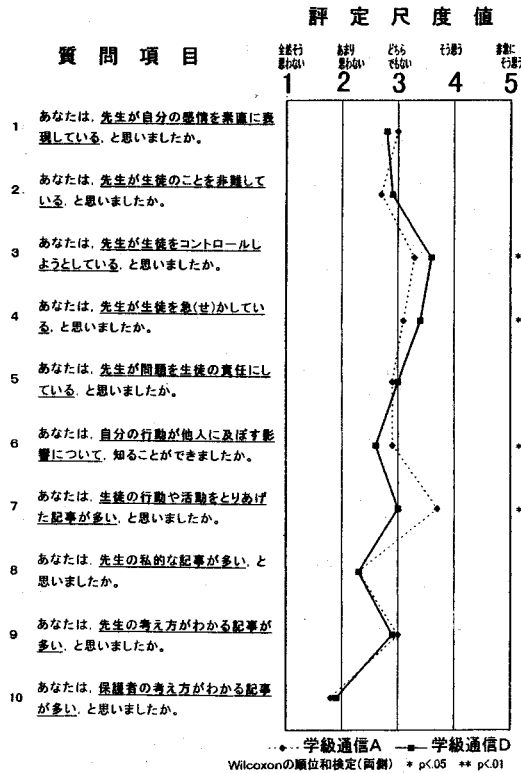 評定尺度値
質問項目
全然そう思わない
あまり思わない
どちらでもない
そう思う
非常にそう思う
1 2 3 4 5
1 あなたは，先生が自分の感情を素直に表
現している，と思いましたか。
2 あなたは，先生が生徒のことを非難して
いる，と思いましたか。
3 あなたは，先生が生徒をコントロールし
ようとしている，と思いましたか。
*
4 あなたは，先生が生徒を急(せ)かしてい
る，と思いましたか。
*
5 あなたは，先生が問題を生徒の責任にし
ている，と思いましたか。
6 あなたは，自分の行動が他人に及ぼす影
響について，知ることができましたか。
*
7 あなたは，生徒の行動や活動をとりあげ
た記事が多い，と思いましたか。
*
8 あなたは，先生の私的な記事が多い，と
思いましたか。
9 あなたは，先生の考え方がわかる記事が
多い，と思いましたか。
10 あなたは，保護者の考え方がわかる記事
が多い，と思いましたか。
学級通信A 学級通信D
Wilcoxonの順位和検定(両側) * p<.05 ** p<.01